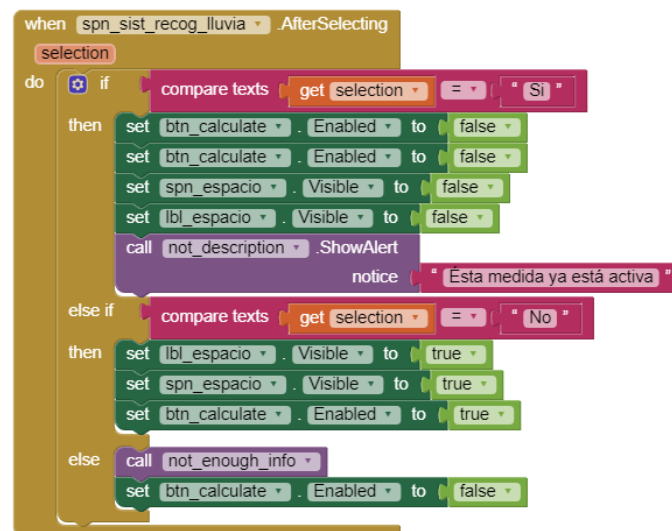 when spn_sist_recog_lluvia .AfterSelecting
selection
do if compare texts get selection = " Si "
then set btn_calculate . Enabled to false
set btn_calculate . Enabled to false
set spn_espacio . Visible to false
set lbl_espacio . Visible to false
call not_description .ShowAlert
notice " Ésta medida ya está activa "
else if compare texts get selection = " No "
then set lbl_espacio . Visible to true
set spn_espacio . Visible to true
set btn_calculate . Enabled to true
else call not_enough_info
set btn_calculate . Enabled to false